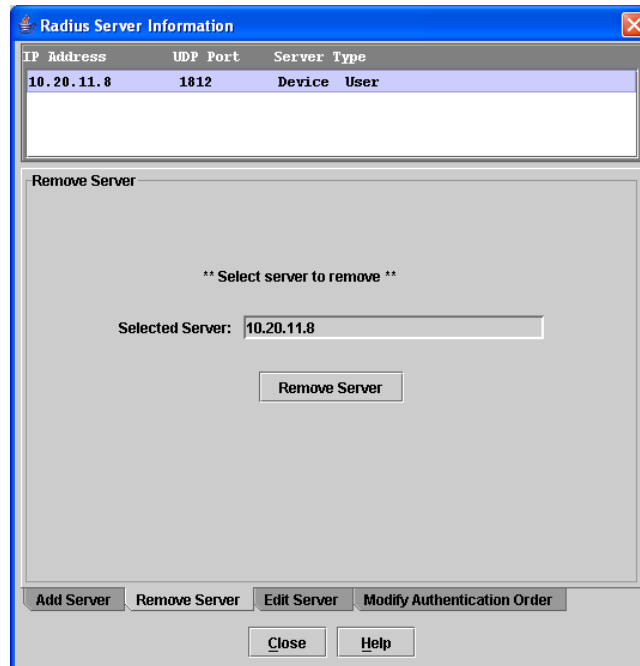 Radius Server Information
IP Address UDP Port Server Type
10.20.11.8 1812 Device User
Remove Server
** Select server to remove **
Selected Server: 10.20.11.8
Remove Server
Add Server Remove Server Edit Server Modify Authentication Order
Close Help